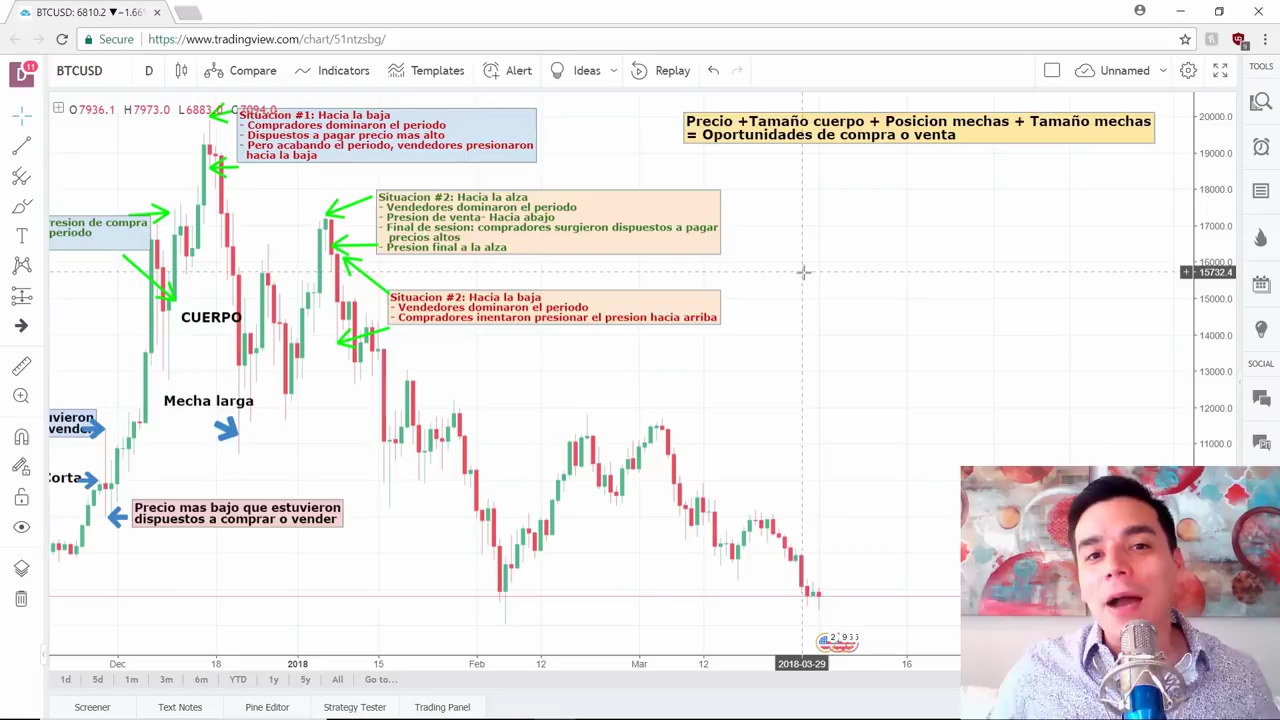 BTCUSD: 6810.2 ▼−1.66%
Secure
https://www.tradingview.com/chart/51ntzsbg/
9
11
BTCUSD
D
Compare
Indicators
Templates
Alert
Ideas
Replay
Unnamed
TOOLS
O7936.1 H7973.0 L6883.0 C7094.0
Situacion #1: Hacia la baja
- Compradores dominaron el periodo
- Dispuestos a pagar precio mas alto
- Pero acabando el periodo, vendedores presionaron
hacia la baja
Precio +Tamaño cuerpo + Posicion mechas + Tamaño mechas
= Oportunidades de compra o venta
Situacion #2: Hacia la alza
- Vendedores dominaron el periodo
- Presion de venta- Hacia abajo
- Final de sesion: compradores surgieron dispuestos a pagar
precios altos
- Presion final a la alza
resion de compra
periodo
Situacion #2: Hacia la baja
- Vendedores dominaron el periodo
- Compradores inentaron presionar el presion hacia arriba
CUERPO
Mecha larga
uvieron
vender
Corta
Precio mas bajo que estuvieron
dispuestos a comprar o vender
20000.0
19000.0
18000.0
17000.0
16000.0
15732.4
15000.0
14000.0
13000.0
12000.0
11000.0
SOCIAL
Dec
18
2018
15
Feb
12
Mar
12
2018-03-29
16
1d
5d
1m
3m
6m
YTD
1y
5y
All
Go to...
Screener
Text Notes
Pine Editor
Strategy Tester
Trading Panel